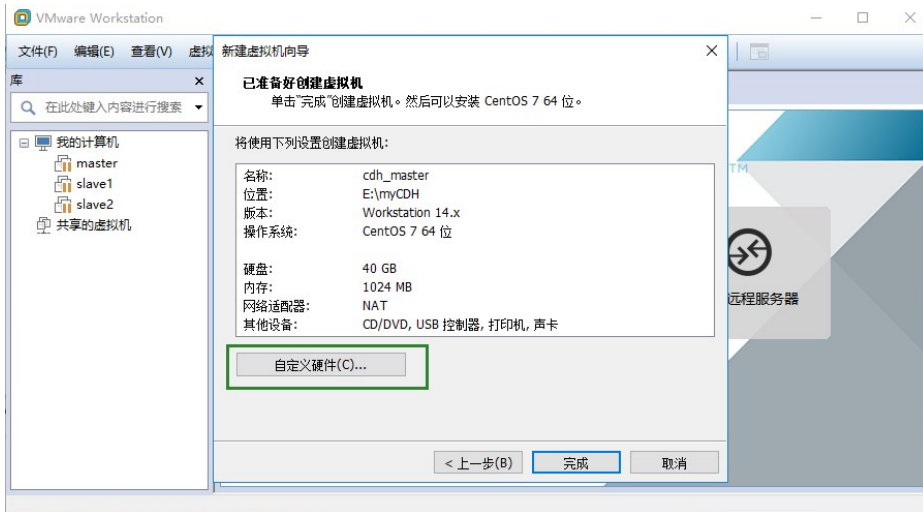 VMware Workstation
文件(F) 编辑(E) 查看(V) 虚拟
库
在此处键入内容进行搜索
我的计算机
master
slave1
slave2
共享的虚拟机
新建虚拟机向导
已准备好创建虚拟机
单击"完成"创建虚拟机。然后可以安装 CentOS 7 64 位。
将使用下列设置创建虚拟机:
名称: cdh_master
位置: E:\myCDH
版本: Workstation 14.x
操作系统: CentOS 7 64 位
硬盘: 40 GB
内存: 1024 MB
网络适配器: NAT
其他设备: CD/DVD, USB 控制器, 打印机, 声卡
自定义硬件(C)...
< 上一步(B) 完成 取消
TM
远程服务器